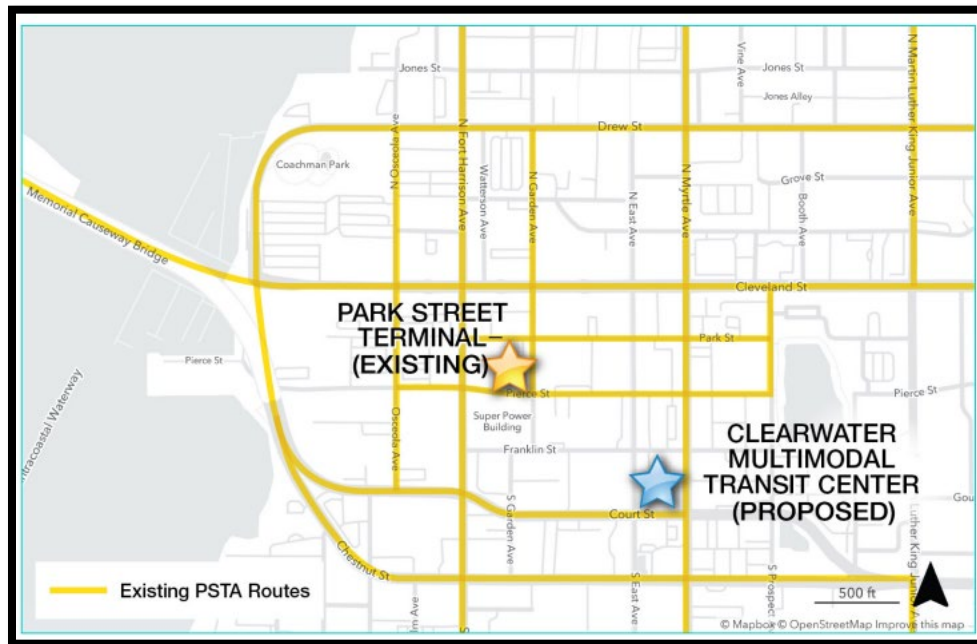 Jones St
Vine Ave
Jones St
Jones Alley
N Martin Luther King Junior Ave
Drew St
N Osceola Ave
N Fort Harrison Ave
Coachman Park
Watterson Ave
N Garden Ave
N East Ave
N Myrtle Ave
Grove St
Booth Ave
Memorial Causeway Bridge
Cleveland St
PARK STREET
TERMINAL
(EXISTING)
Park St
Pierce St
Pierce St
Pierce St
Super Power
Building
Osceola Ave
Franklin St
CLEARWATER
MULTIMODAL
TRANSIT CENTER
(PROPOSED)
S Garden Ave
Court St
Chestnut St
S East Ave
Luther King Junior
Existing PSTA Routes
500 ft
© Mapbox © OpenStreetMap Improve this map